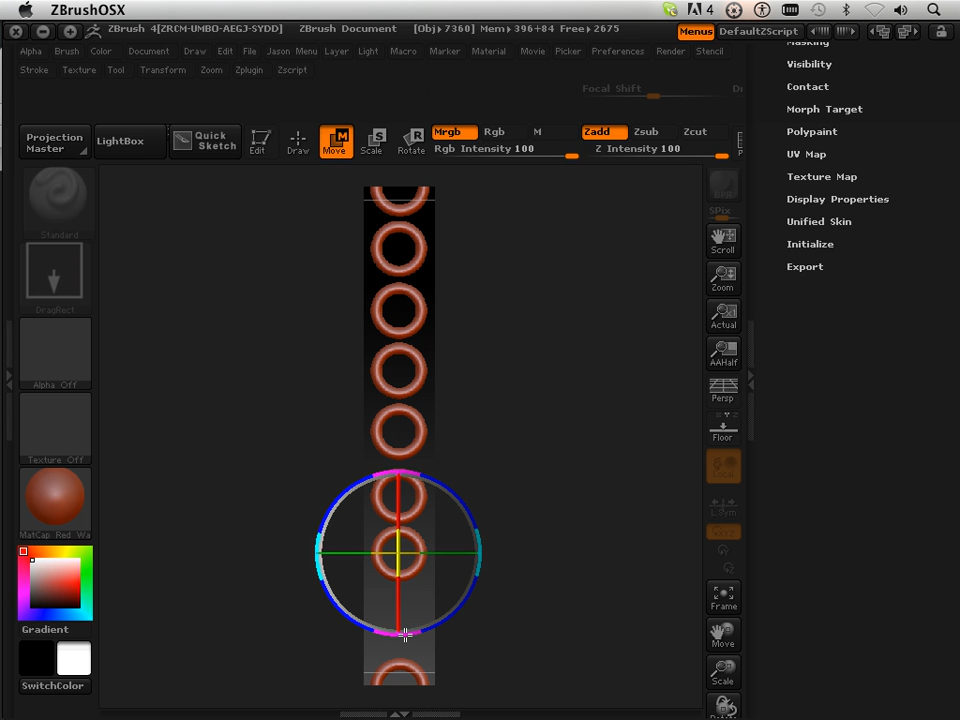 ZBrushOSX
4
ZBrush 4[ZRCM-UMBO-AEGJ-SYDD] ZBrush Document [Obj▸7360] Mem▸396+84 Free▸2675 Menus DefaultZScript
Alpha Brush Color Document Draw Edit File Jason Menu Layer Light Macro Marker Material Movie Picker Preferences Render Stencil
Stroke Texture Tool Transform Zoom Zplugin Zscript
Focal Shift
Projection Master
LightBox
Quick Sketch
Edit
Draw
Move
Scale
Rotate
Mrgb Rgb M
Rgb Intensity 100
Zadd Zsub Zcut
Z Intensity 100
Standard
DragRect
Alpha Off
Texture Off
MatCap Red Wa
Gradient
SwitchColor
BPR
SPix
Scroll
Zoom
Actual
AAHalf
Persp
Floor
Local
L.Sym
Frame
Move
Scale
Rotate
Masking
Visibility
Contact
Morph Target
Polypaint
UV Map
Texture Map
Display Properties
Unified Skin
Initialize
Export